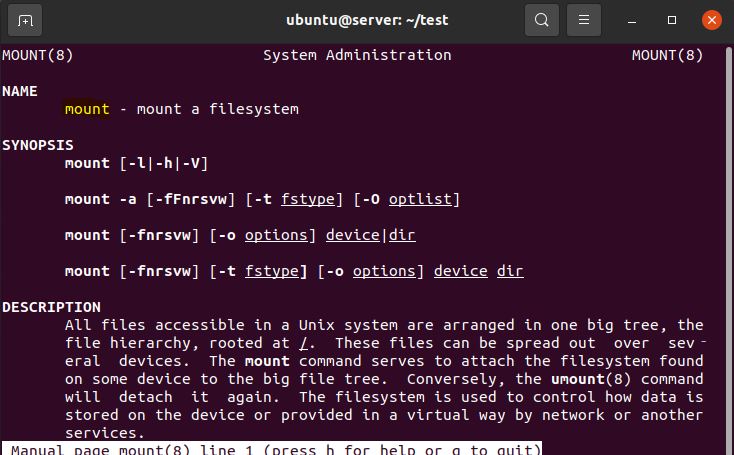 ubuntu@server: ~/test
MOUNT(8) System Administration MOUNT(8)
NAME
mount - mount a filesystem
SYNOPSIS
mount [-l|-h|-V]
mount -a [-fFnrsvw] [-t fstype] [-O optlist]
mount [-fnrsvw] [-o options] device|dir
mount [-fnrsvw] [-t fstype] [-o options] device dir
DESCRIPTION
All files accessible in a Unix system are arranged in one big tree, the
file hierarchy, rooted at /. These files can be spread out over sev-
eral devices. The mount command serves to attach the filesystem found
on some device to the big file tree. Conversely, the umount(8) command
will detach it again. The filesystem is used to control how data is
stored on the device or provided in a virtual way by network or another
services.
Manual page mount(8) line 1 (press h for help or q to quit)